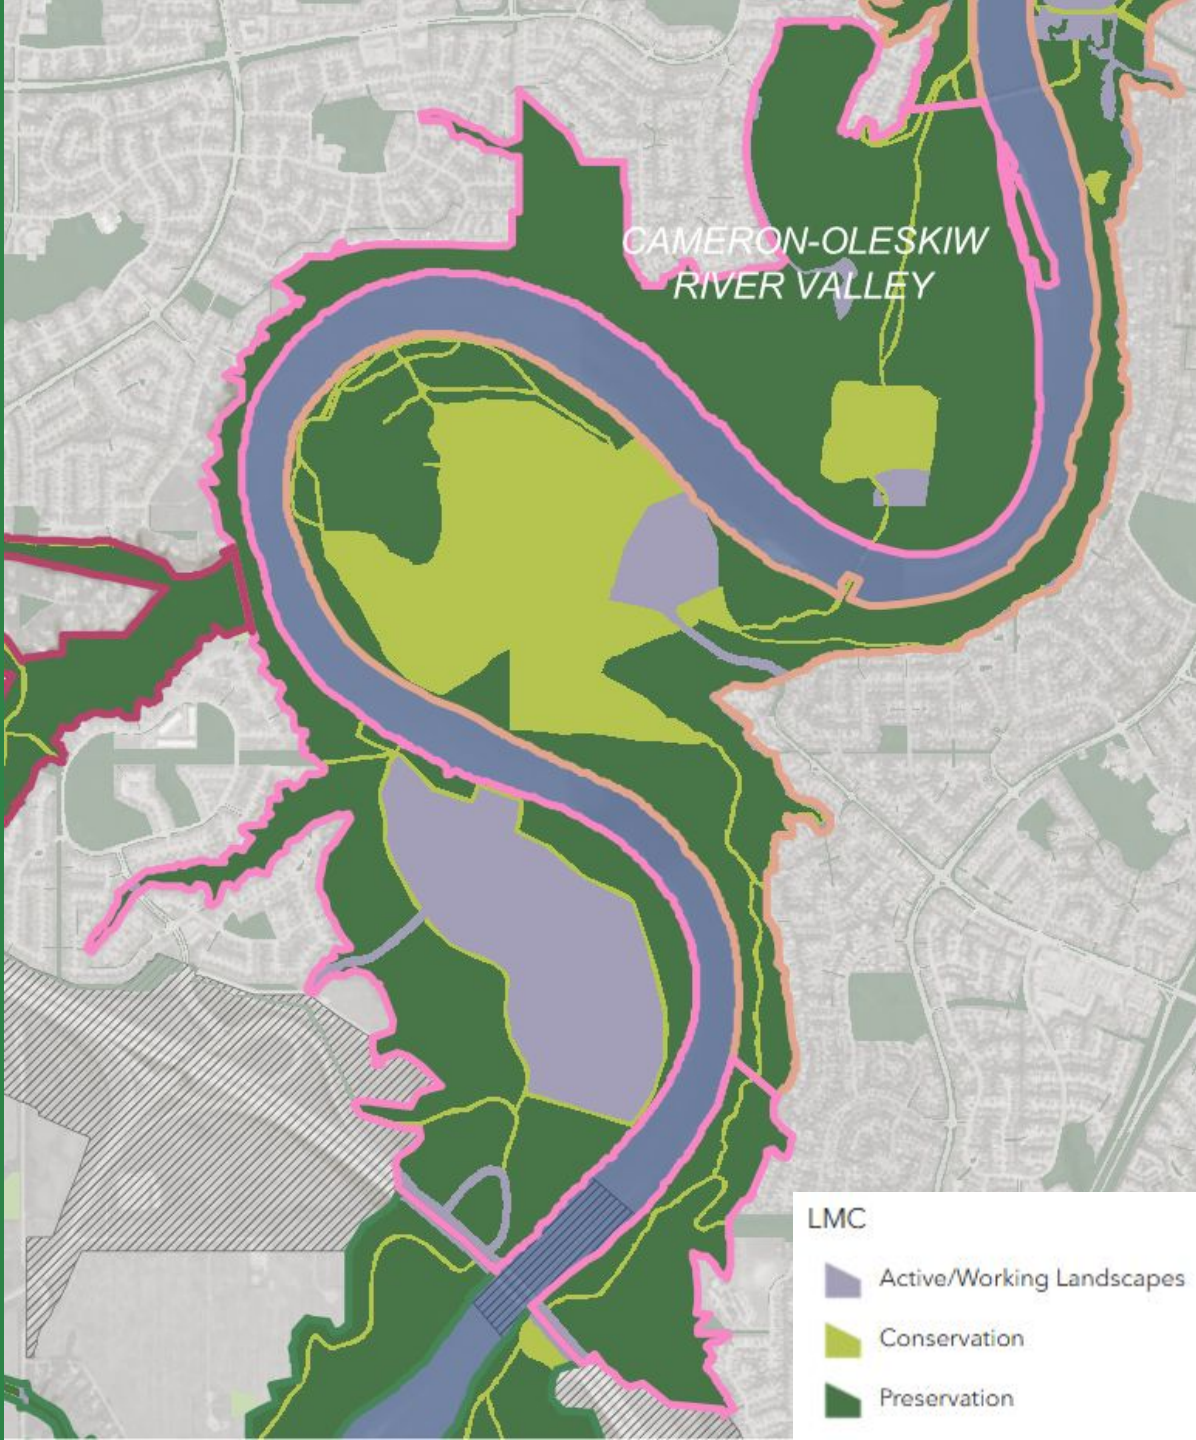 CAMERON-OLESKIW
RIVER VALLEY
LMC
Active/Working Landscapes
Conservation
Preservation